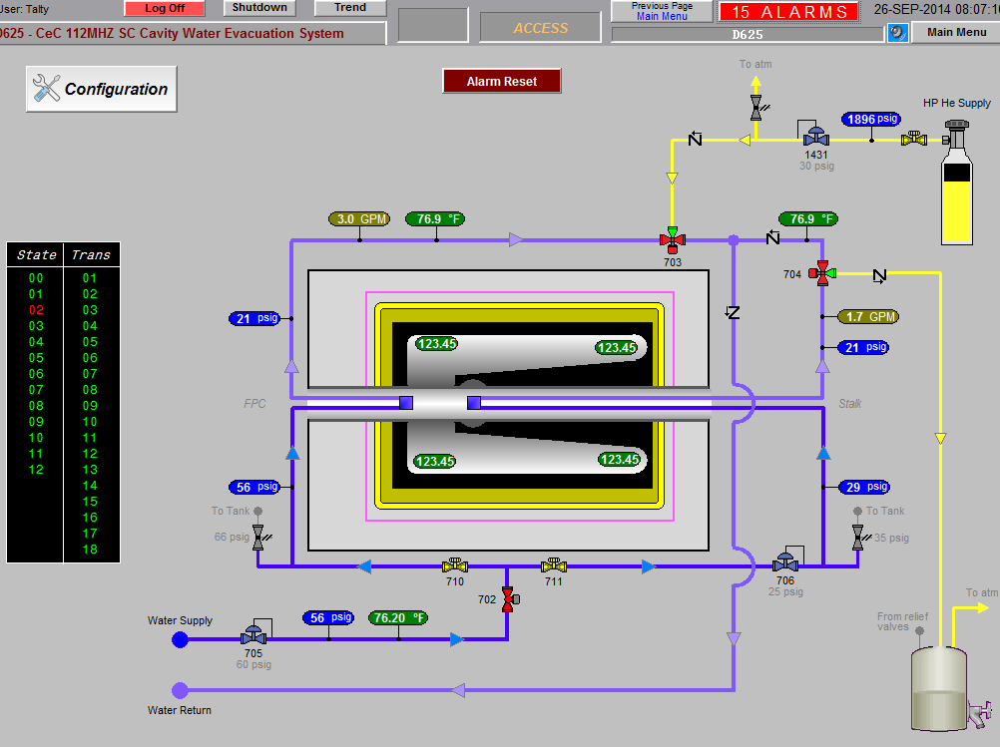 User: Talty
Log Off
Shutdown
Trend
Previous Page
Main Menu
15 ALARMS
26-SEP-2014 08:07:10
D625 - CeC 112MHZ SC Cavity Water Evacuation System
ACCESS
D625
Main Menu
Configuration
Alarm Reset
To atm
HP He Supply
1896 psig
1431
30 psig
3.0 GPM
76.9 °F
76.9 °F
703
704
State Trans
00 01
01 02
02 03
03 04
04 05
05 06
06 07
07 08
08 09
09 10
10 11
11 12
12 13
14
15
16
17
18
21 psig
1.7 GPM
21 psig
123.45
123.45
FPC
Stalk
123.45
123.45
56 psig
29 psig
To Tank
To Tank
66 psig
35 psig
710
711
706
25 psig
702
To atm
Water Supply
56 psig
76.20 °F
From relief
valves
705
60 psig
Water Return